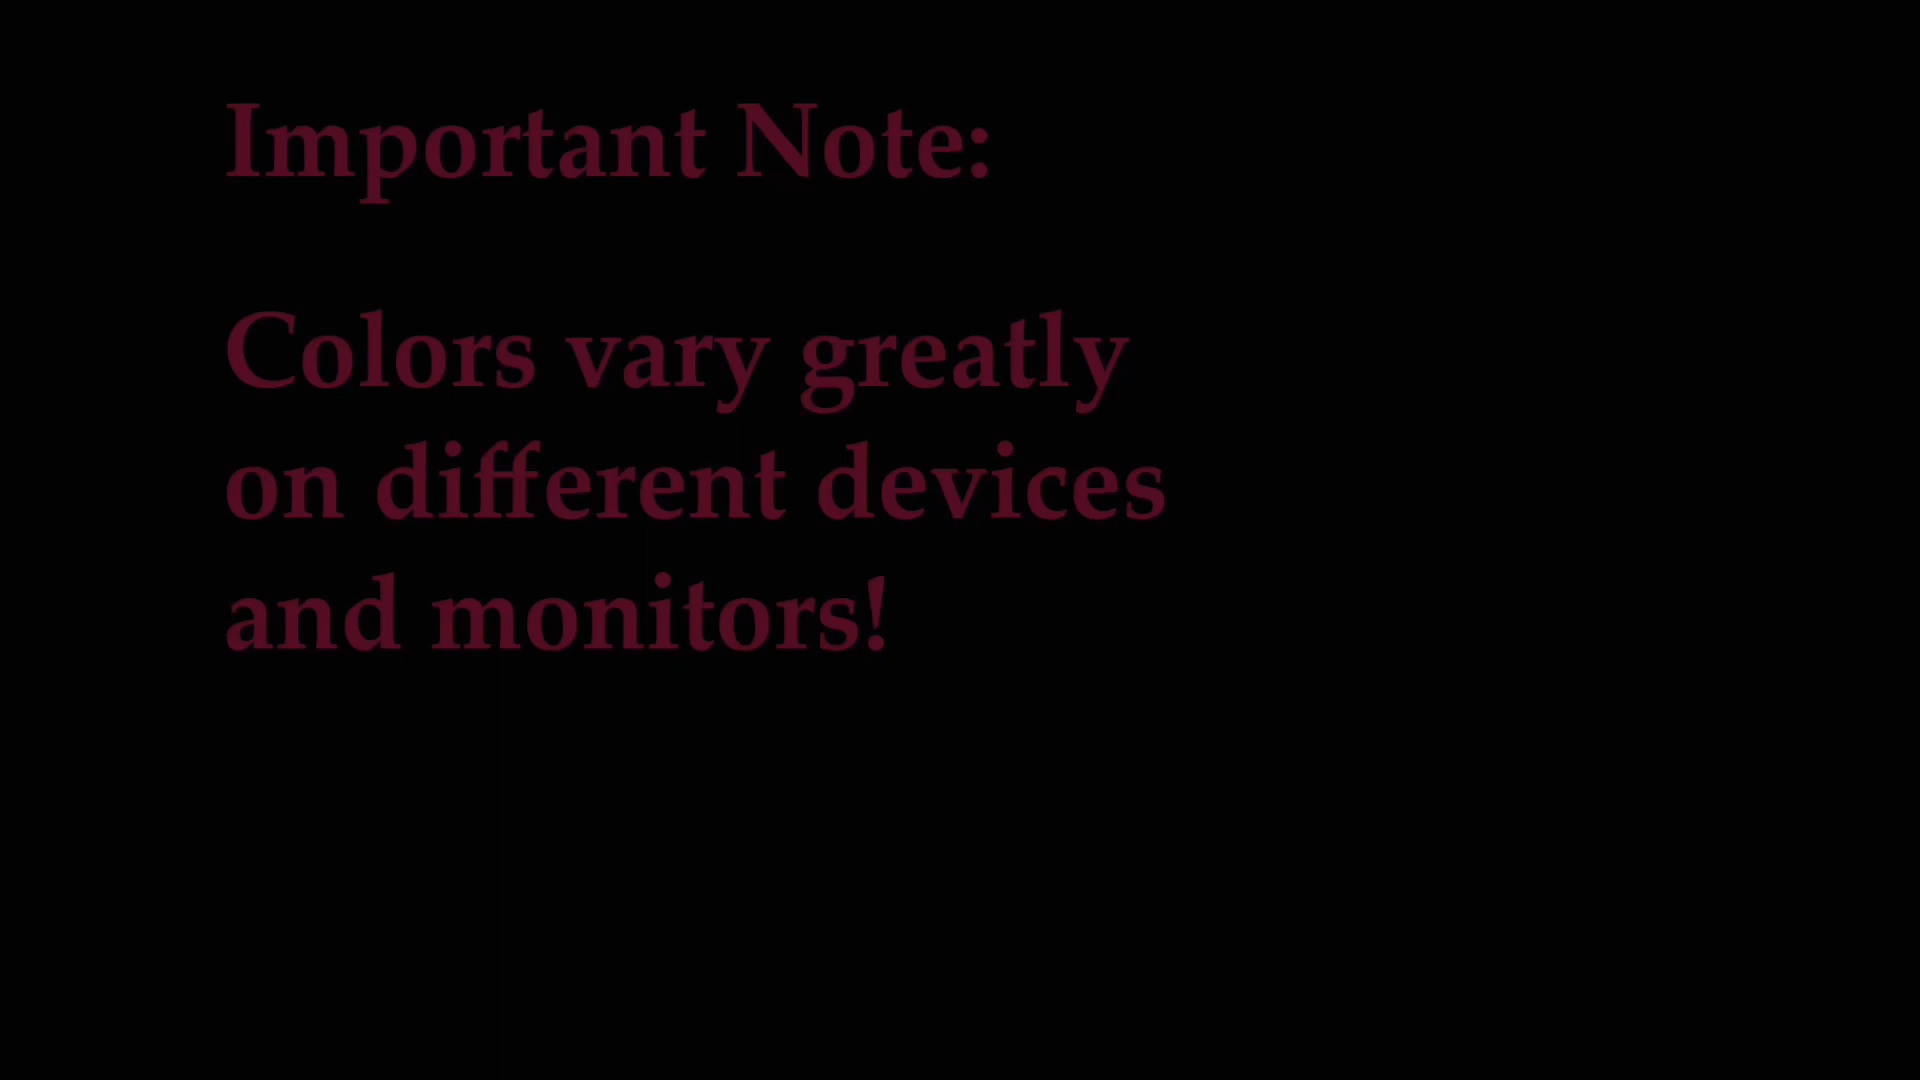 Important Note:
Colors vary greatly
on different devices
and monitors!